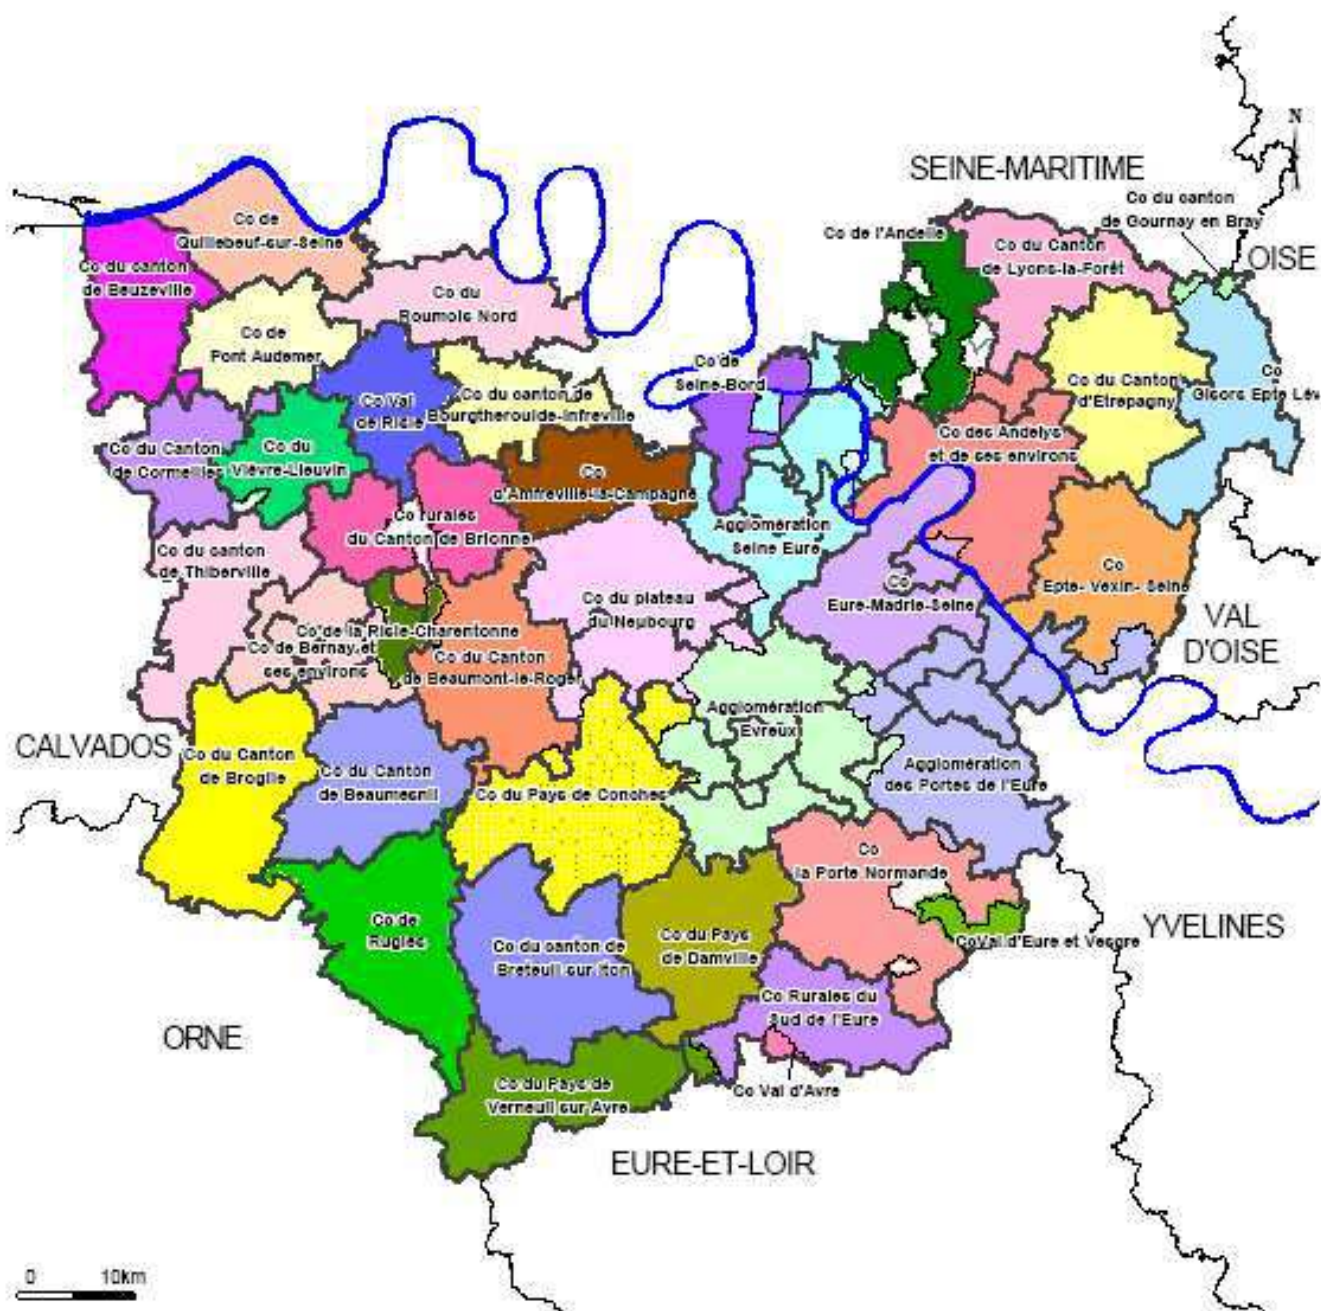 N
SEINE-MARITIME
Co du canton
de Gournay en Bray
Co de l'Andelle
Co de
Quillebeuf-sur-Seine
Co du Canton
de Lyons-la-Forêt
OISE
Co du canton
de Beuzeville
Co du
Roumois Nord
Co de
Pont Audemer
Co de
Seine-Bord
Co
Gisors Epte Lév
Co du Canton
d'Etrepagny
Co Val
de Risle
Co du canton de
Bourgtheroulde-Infreville
Co des Andelys
et de ses environs
Co du Canton
de Cormeilles
Co du
Vièvre-Lieuvin
Co
d'Amfreville-la-Campagne
Co rurales
du Canton de Brionne
Agglomération
Seine Eure
Co du canton
de Thiberville
Co
Epte- Vexin- Seine
Co
Eure-Madrie-Seine
Co du plateau
du Neubourg
VAL
D'OISE
Co de la Risle-Charentonne
Co de Bernay et
ses environs
Co du Canton
de Beaumont-le-Roger
Agglomération
Evreux
CALVADOS
Co du Canton
de Broglie
Co du Canton
de Beaumesnil
Co du Pays de Conches
Agglomération
des Portes de l'Eure
Co
la Porte Normande
Co de
Rugles
Co du canton de
Breteuil sur Iton
Co du Pays
de Damville
CoVal d'Eure et Vesgre
YVELINES
Co Rurales du
Sud de l'Eure
ORNE
Co du Pays de
Verneuil sur Avre
Co Val d'Avre
EURE-ET-LOIR
0 10km